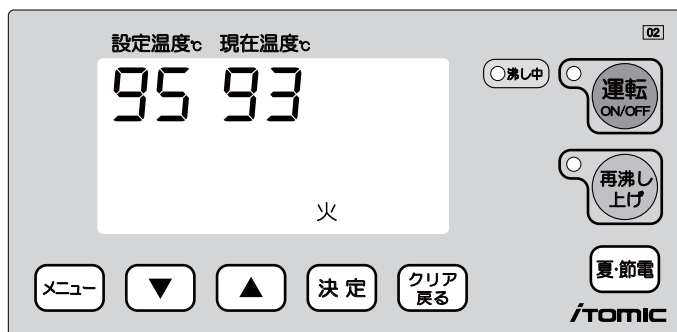 02
設定温度℃ 現在温度℃
95 93
火
沸し中
運転
ON/OFF
再沸し
上げ
夏・節電
メニュー ▼ ▲ 決定 クリア
戻る
iTOMIC